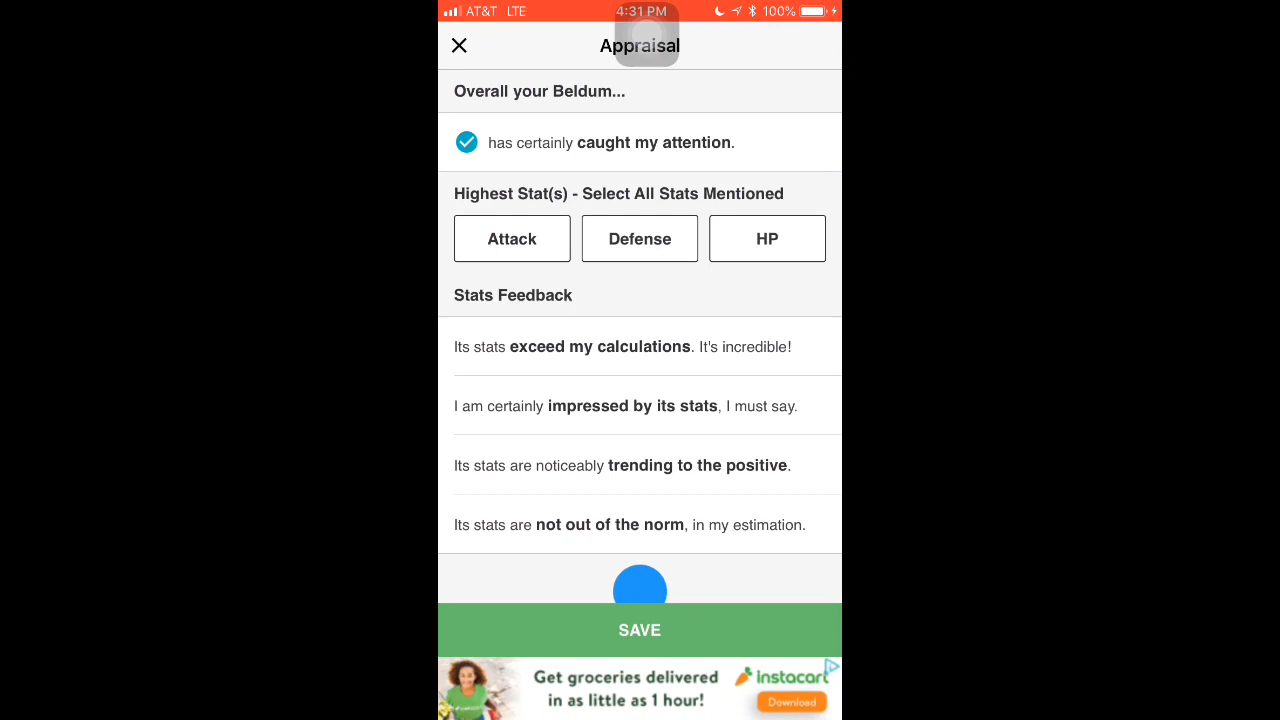 AT&T LTE 4:31 PM 100%
Appraisal
Overall your Beldum...
has certainly caught my attention.
Highest Stat(s) - Select All Stats Mentioned
Attack Defense HP
Stats Feedback
Its stats exceed my calculations. It's incredible!
I am certainly impressed by its stats, I must say.
Its stats are noticeably trending to the positive.
Its stats are not out of the norm, in my estimation.
SAVE
Get groceries delivered
in as little as 1 hour!
instacart
Download